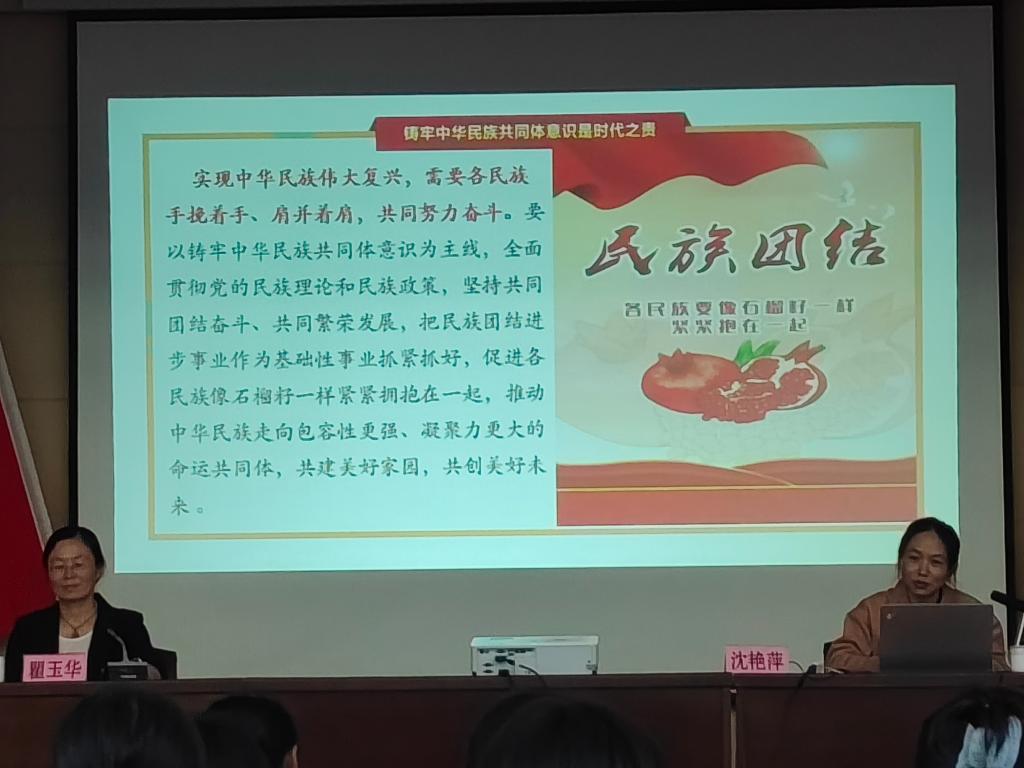 铸牢中华民族共同体意识是时代之责
实现中华民族伟大复兴，需要各民族
手挽着手、肩并着肩，共同努力奋斗。要
以铸牢中华民族共同体意识为主线，全面
贯彻党的民族理论和民族政策，坚持共同
团结奋斗、共同繁荣发展，把民族团结进
步事业作为基础性事业抓紧抓好，促进各
民族像石榴籽一样紧紧拥抱在一起，推动
中华民族走向包容性更强、凝聚力更大的
命运共同体，共建美好家园，共创美好未
来。
民族团结
各民族要像石榴籽一样
紧紧抱在一起
瞿玉华
沈艳萍